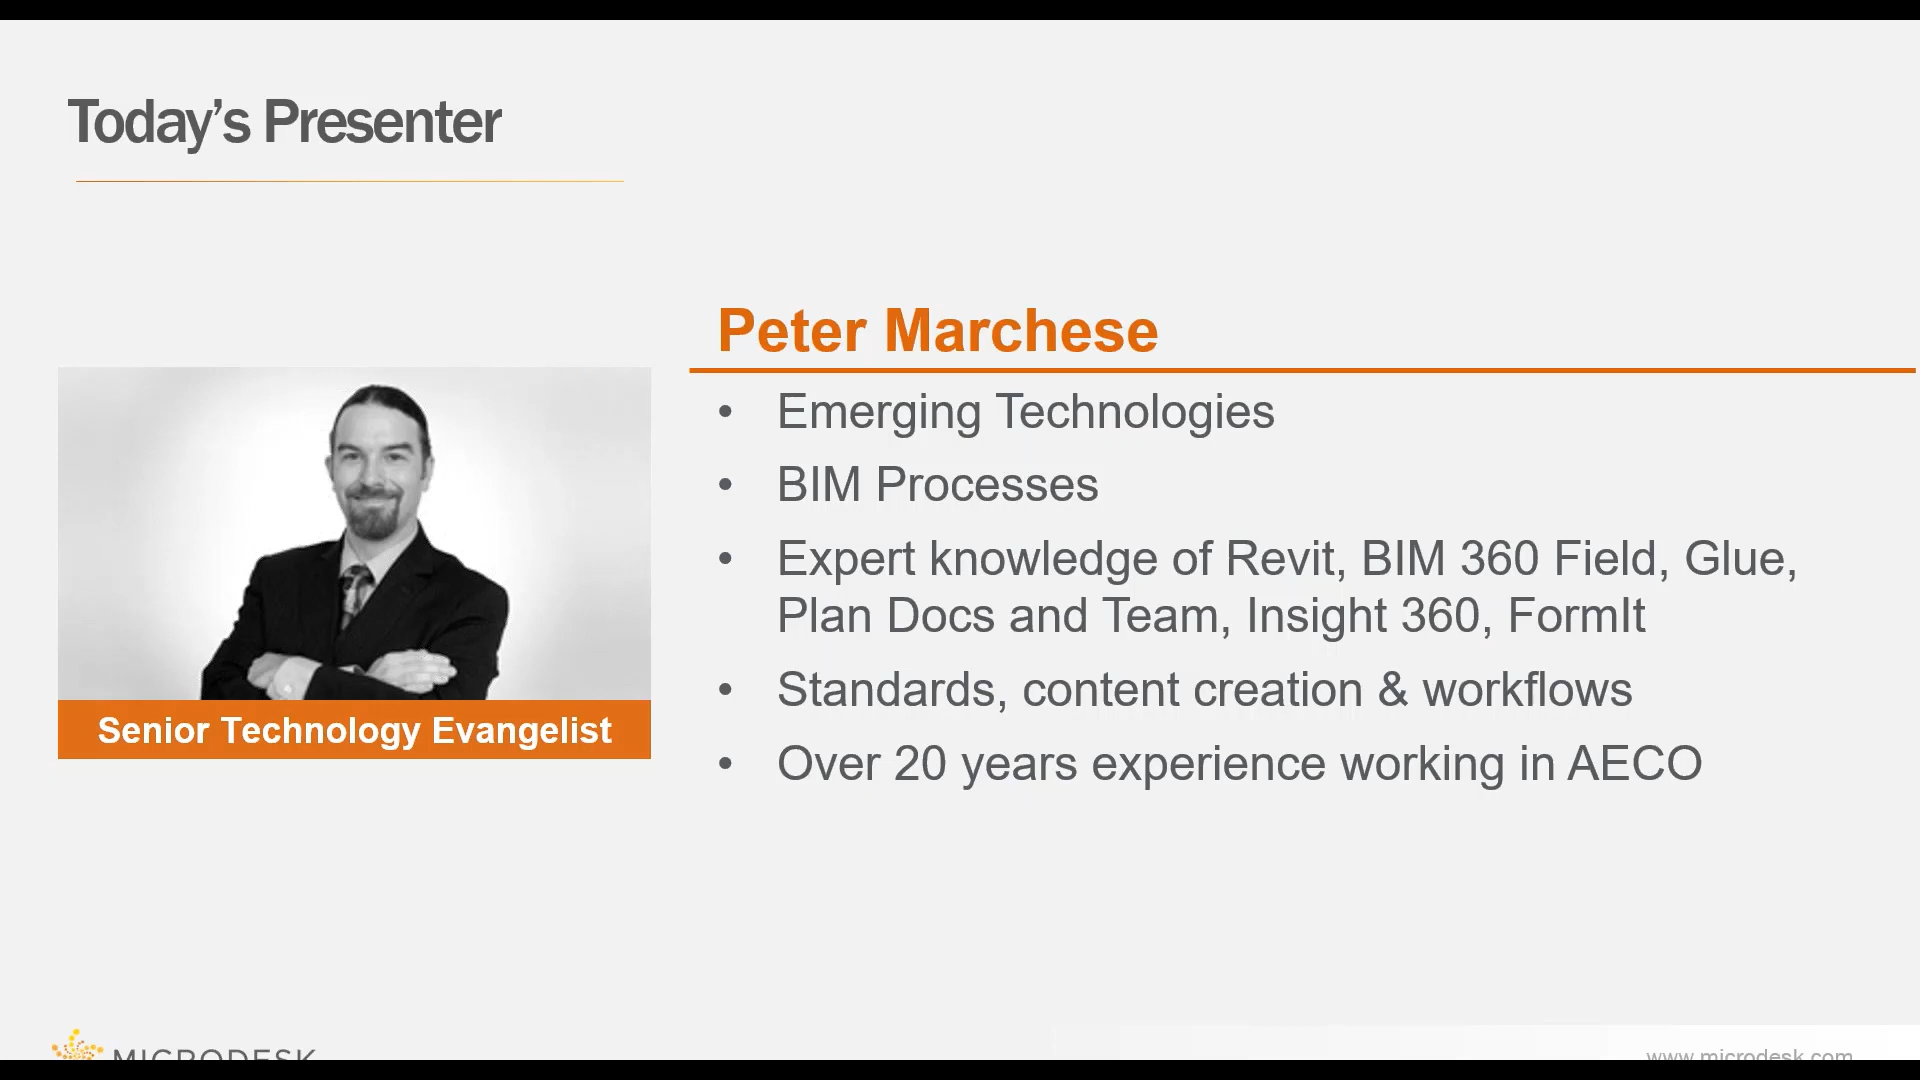 Today’s Presenter
Peter Marchese
• Emerging Technologies
• BIM Processes
• Expert knowledge of Revit, BIM 360 Field, Glue,
Plan Docs and Team, Insight 360, FormIt
• Standards, content creation & workflows
• Over 20 years experience working in AECO
Senior Technology Evangelist
MICRODESK
www.microdesk.com